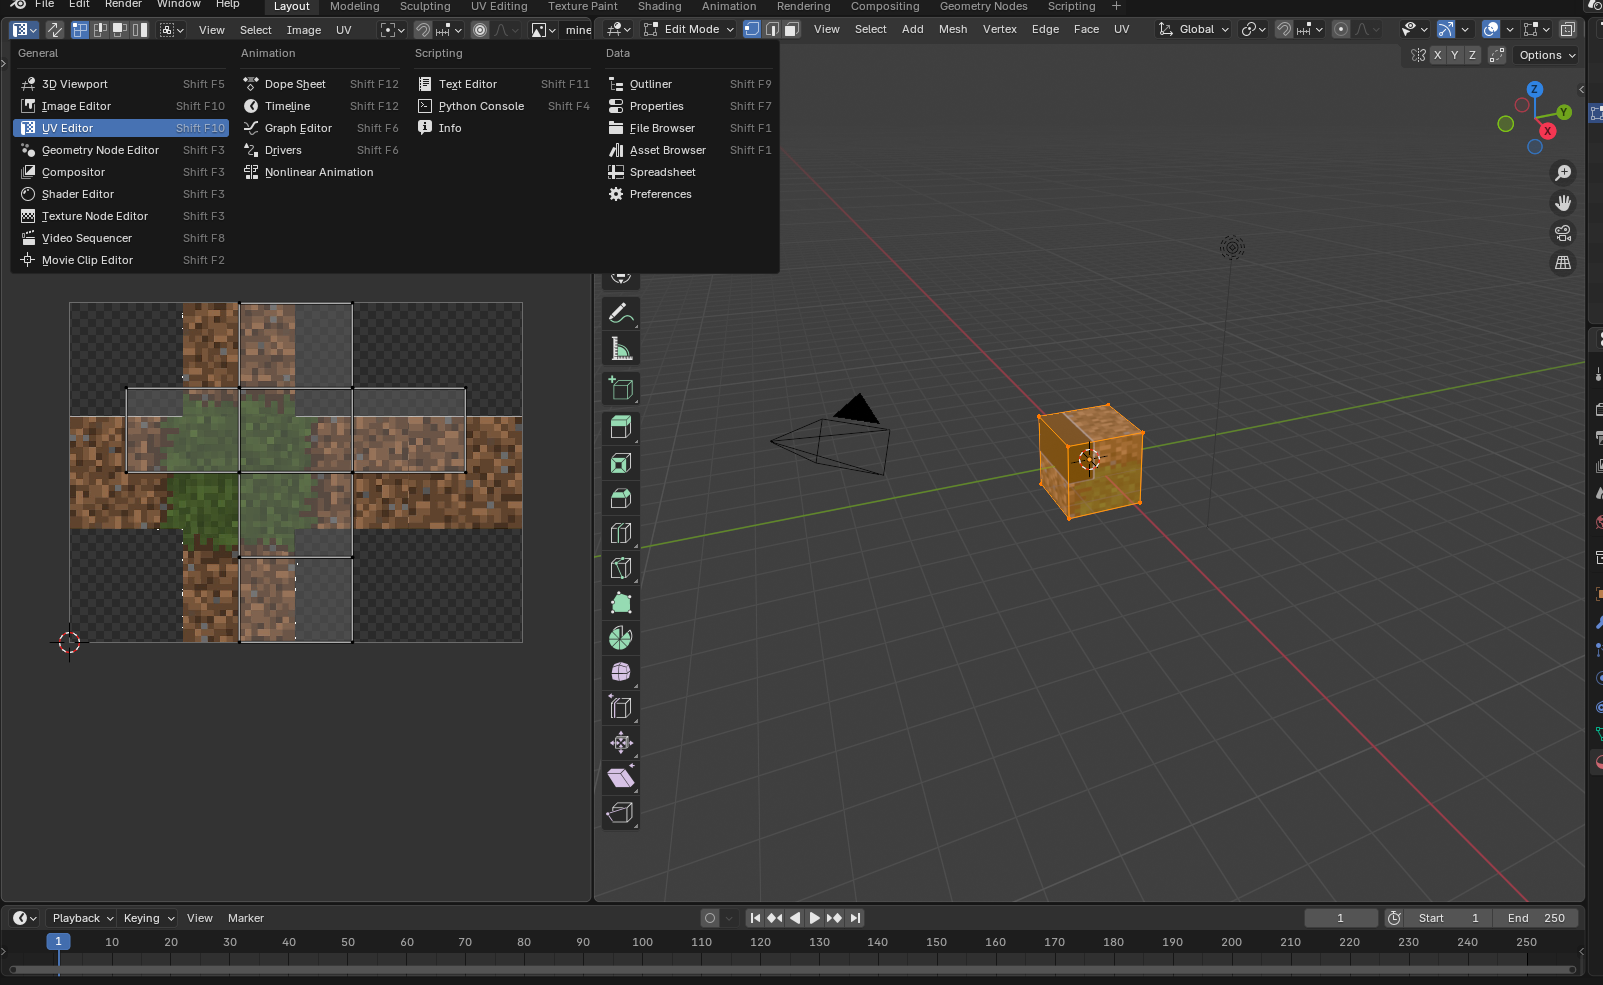 File Edit Render Window Help Layout Modeling Sculpting UV Editing Texture Paint Shading Animation Rendering Compositing Geometry Nodes Scripting +
View Select Image UV mine Edit Mode View Select Add Mesh Vertex Edge Face UV Global
X Y Z Options
General Animation Scripting Data
3D Viewport Shift F5 Dope Sheet Shift F12 Text Editor Shift F11 Outliner Shift F9
Image Editor Shift F10 Timeline Shift F12 Python Console Shift F4 Properties Shift F7
UV Editor Shift F10 Graph Editor Shift F6 Info File Browser Shift F1
Geometry Node Editor Shift F3 Drivers Shift F6 Asset Browser Shift F1
Compositor Shift F3 Nonlinear Animation Spreadsheet
Shader Editor Shift F3 Preferences
Texture Node Editor Shift F3
Video Sequencer Shift F8
Movie Clip Editor Shift F2
Z
Y
X
Playback Keying View Marker 1 Start 1 End 250
1 10 20 30 40 50 60 70 80 90 100 110 120 130 140 150 160 170 180 190 200 210 220 230 240 250